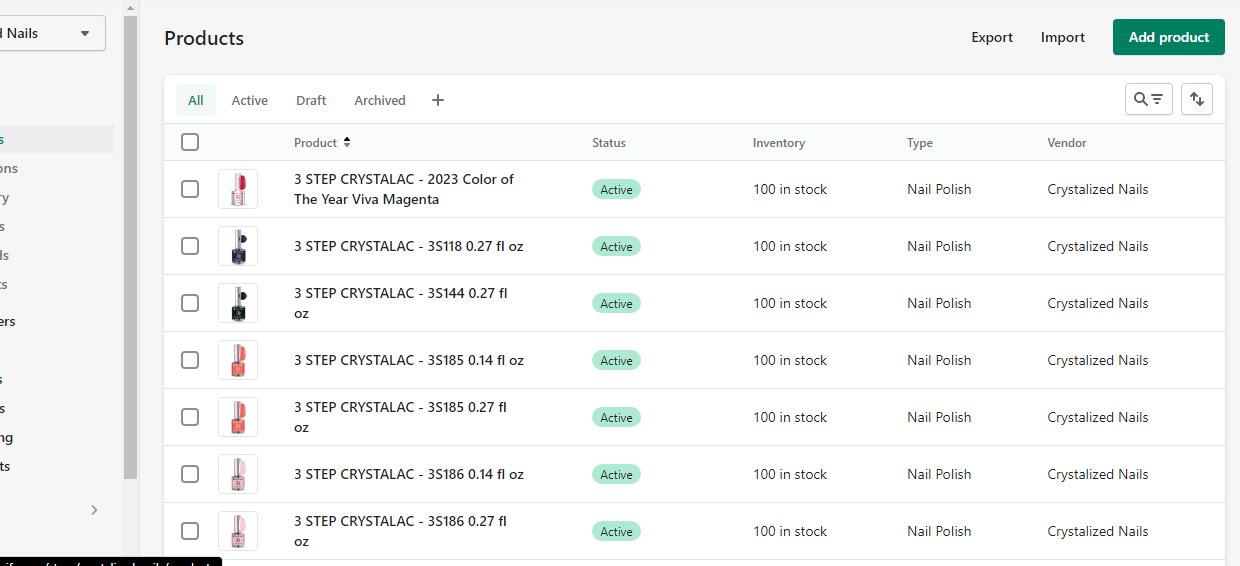 d Nails
Products
Export
Import
Add product
All
Active
Draft
Archived
Product
Status
Inventory
Type
Vendor
3 STEP CRYSTALAC - 2023 Color of
The Year Viva Magenta
Active
100 in stock
Nail Polish
Crystalized Nails
3 STEP CRYSTALAC - 3S118 0.27 fl oz
Active
100 in stock
Nail Polish
Crystalized Nails
3 STEP CRYSTALAC - 3S144 0.27 fl
oz
Active
100 in stock
Nail Polish
Crystalized Nails
3 STEP CRYSTALAC - 3S185 0.14 fl oz
Active
100 in stock
Nail Polish
Crystalized Nails
3 STEP CRYSTALAC - 3S185 0.27 fl
oz
Active
100 in stock
Nail Polish
Crystalized Nails
3 STEP CRYSTALAC - 3S186 0.14 fl oz
Active
100 in stock
Nail Polish
Crystalized Nails
3 STEP CRYSTALAC - 3S186 0.27 fl
oz
Active
100 in stock
Nail Polish
Crystalized Nails
s
ons
ry
s
ds
ts
ers
s
s
ng
ts